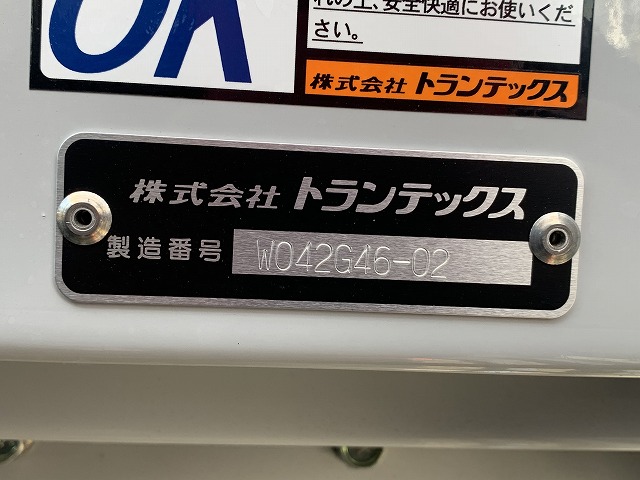 OK
れの上、安全快適にお使いくだ
さい。
株式会社 トランテックス
株式会社 トランテックス
製造番号 W042G46-02